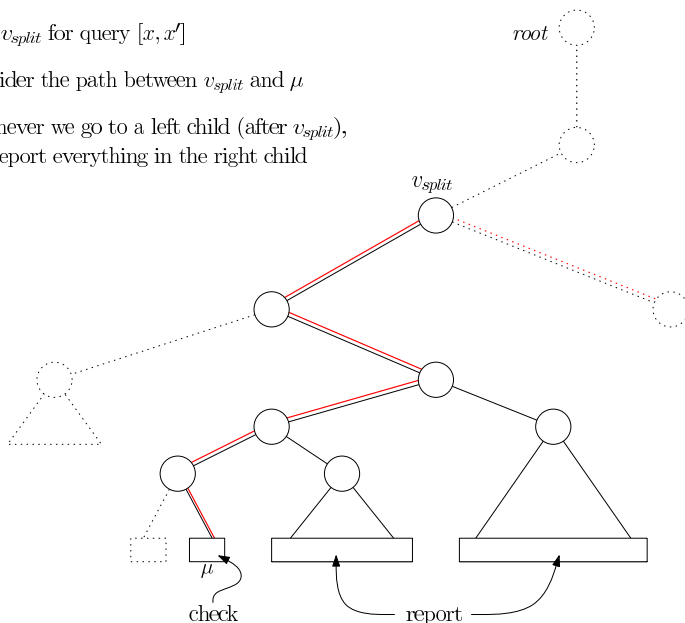 v_split for query [x, x′]
root
ider the path between v_split and μ
never we go to a left child (after v_split),
eport everything in the right child
v_split
μ
check
report